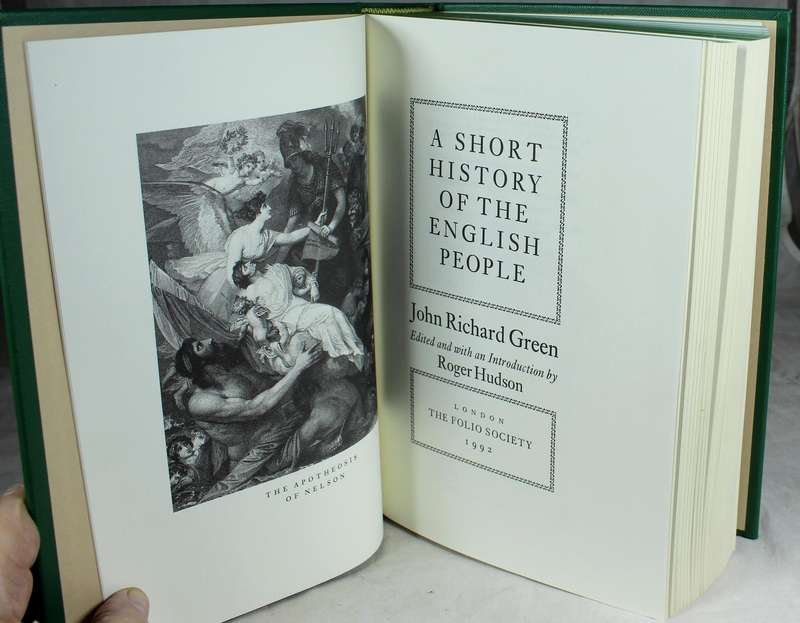 THE APOTHEOSIS
OF NELSON
A SHORT
HISTORY
OF THE
ENGLISH
PEOPLE
John Richard Green
Edited and with an Introduction by
Roger Hudson
LONDON
THE FOLIO SOCIETY
1992